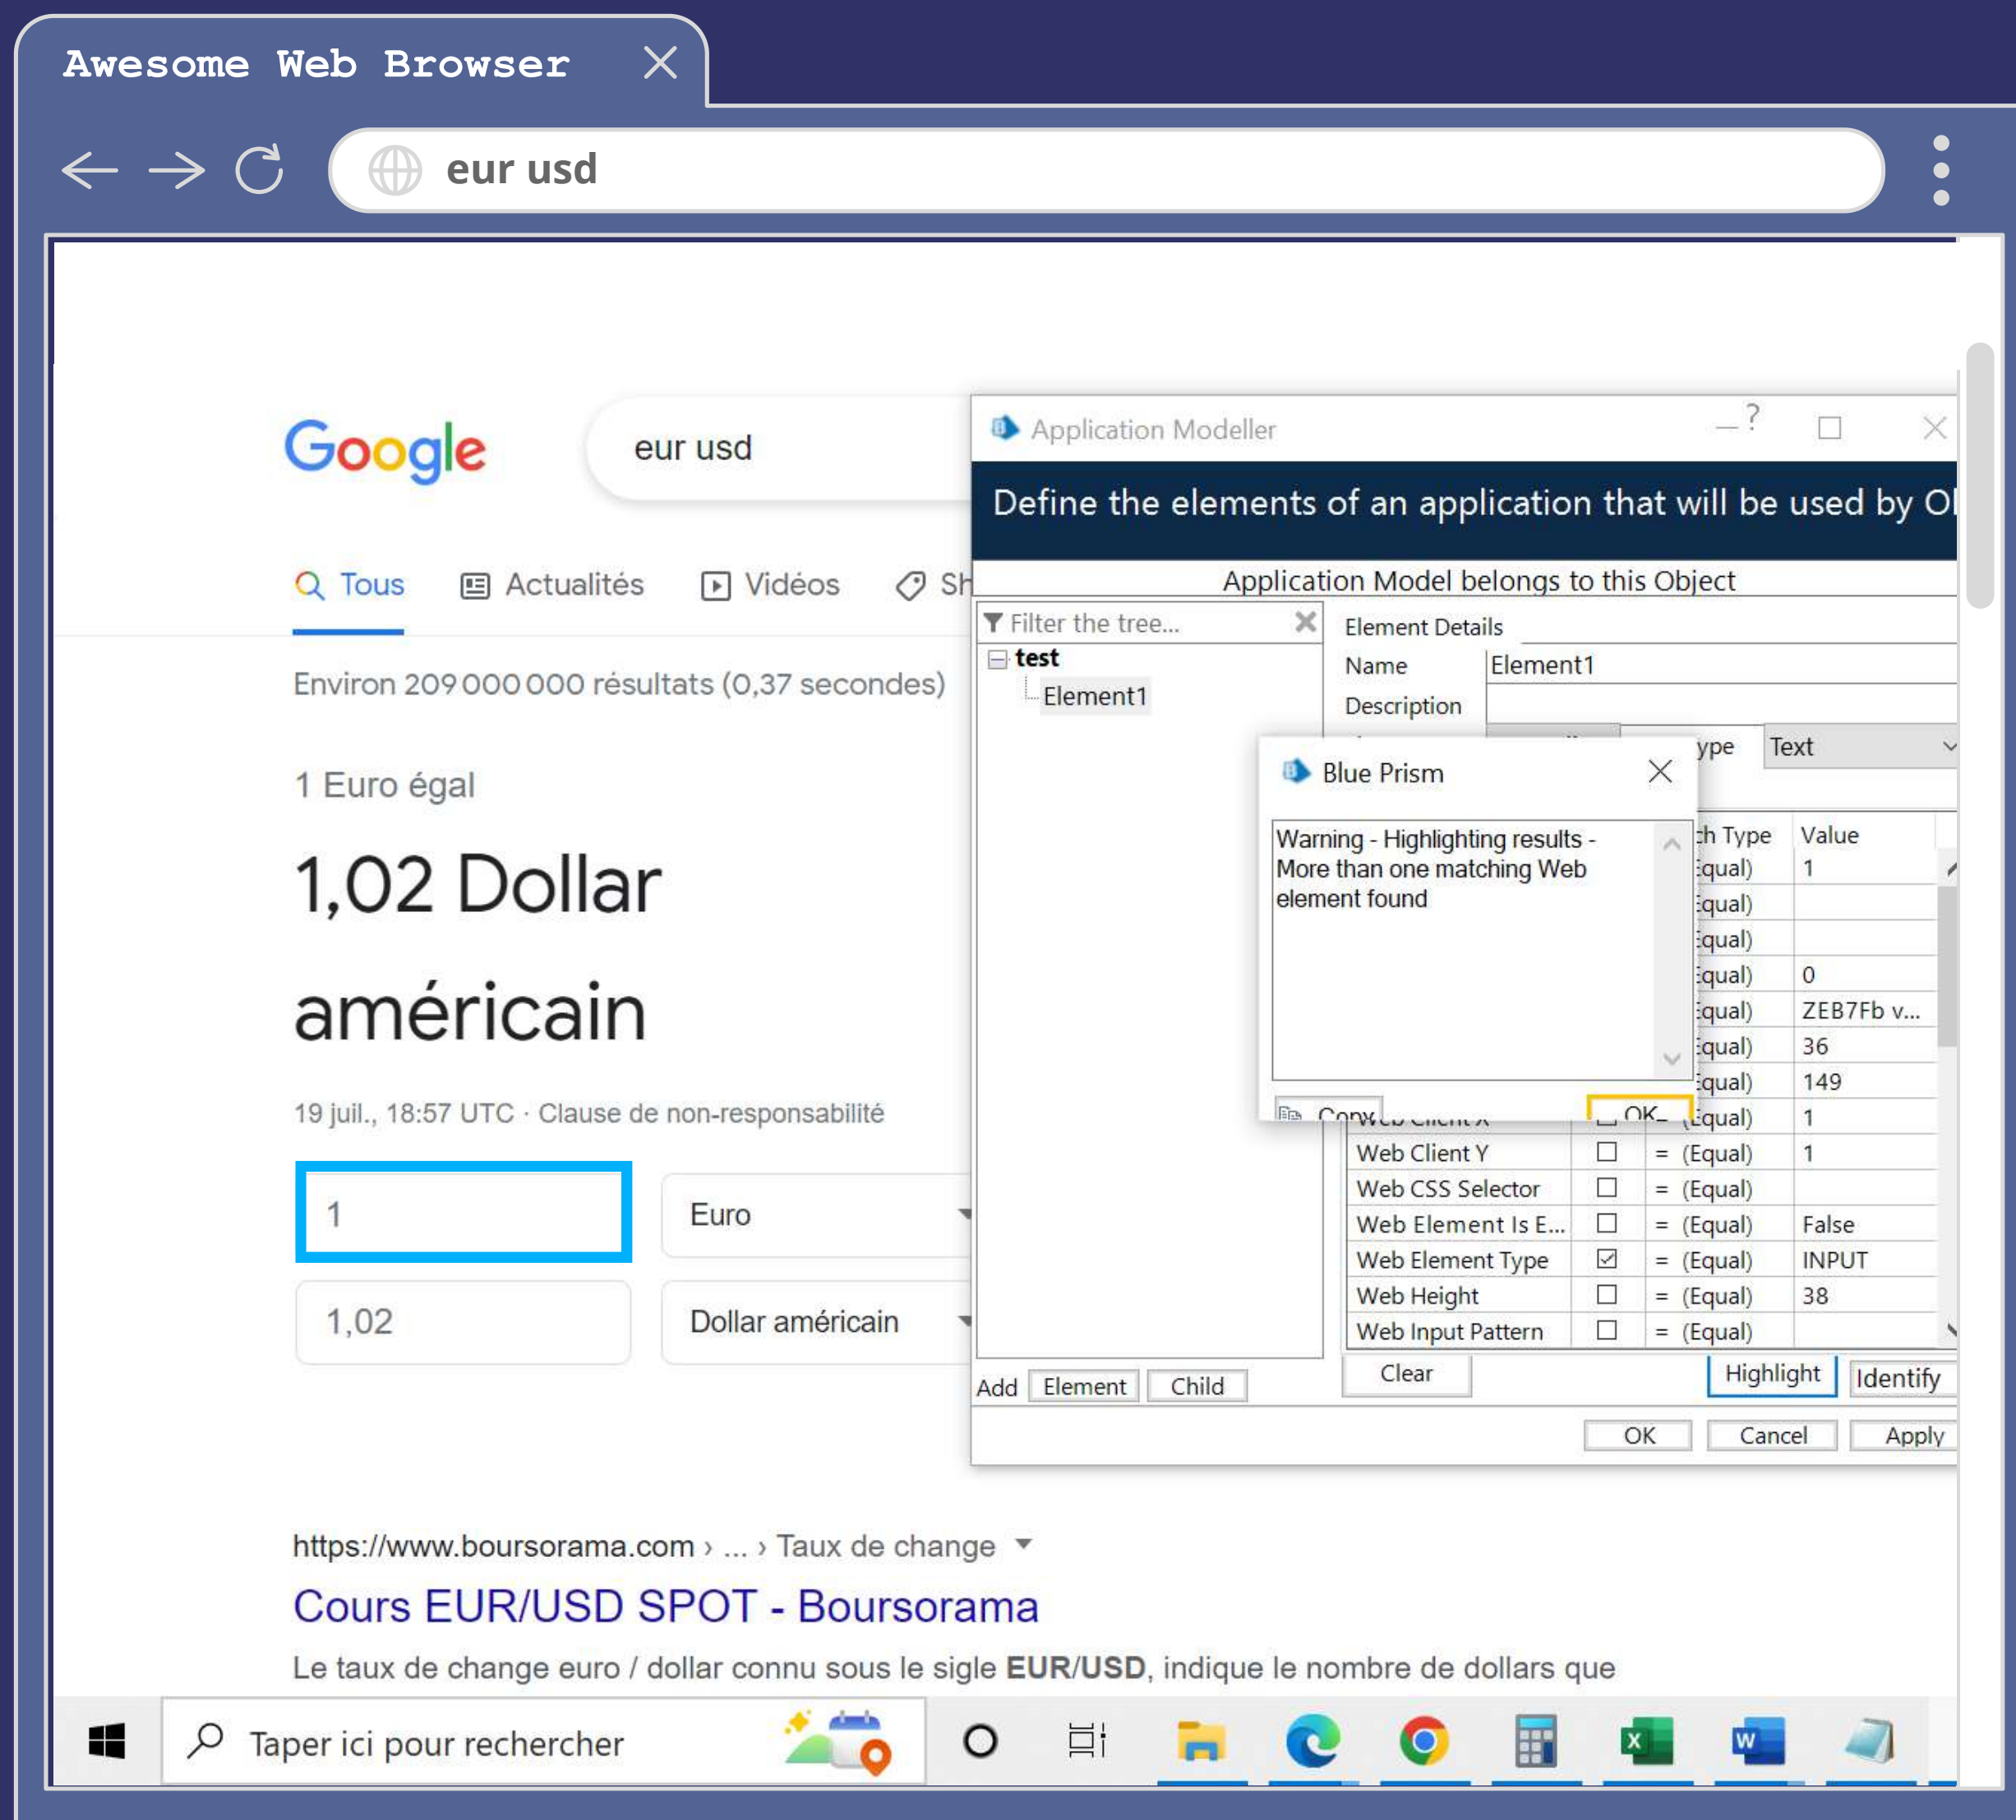 Awesome Web Browser
eur usd
Google
eur usd
Tous Actualités Vidéos
Environ 209 000 000 résultats (0,37 secondes)
1 Euro égal
1,02 Dollar
américain
19 juil., 18:57 UTC · Clause de non-responsabilité
1 Euro
1,02 Dollar américain
Application Modeller
?
Define the elements of an application that will be used by
Application Model belongs to this Object
Filter the tree...
test
Element1
Element Details
Name Element1
Description
Text
Blue Prism
Warning - Highlighting results -
More than one matching Web
element found
Copy OK
Type Value
1
0
ZEB7Fb v...
36
149
Web Client X = (Equal) 1
Web Client Y = (Equal) 1
Web CSS Selector = (Equal)
Web Element Is E... = (Equal) False
Web Element Type = (Equal) INPUT
Web Height = (Equal) 38
Web Input Pattern = (Equal)
Clear Highlight Identify
Add Element Child
OK Cancel Apply
https://www.boursorama.com › ... › Taux de change
Cours EUR/USD SPOT - Boursorama
Le taux de change euro / dollar connu sous le sigle EUR/USD, indique le nombre de dollars que
Taper ici pour rechercher